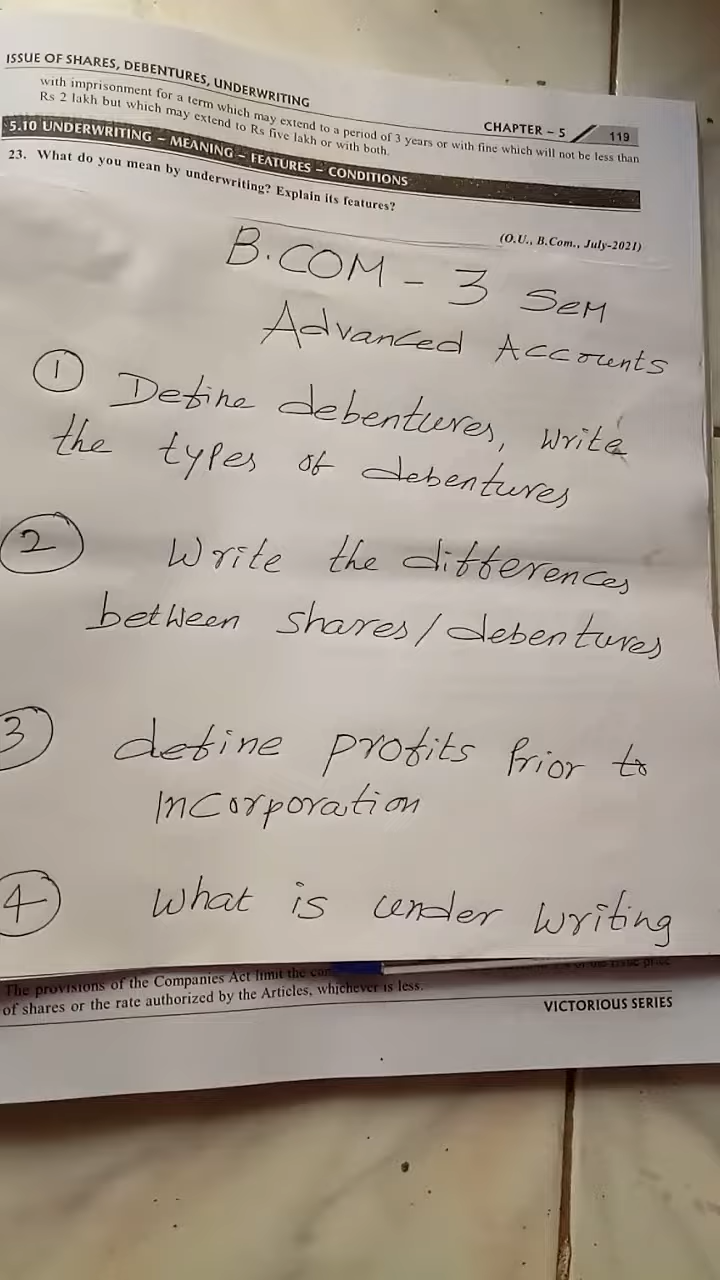 ISSUE OF SHARES, DEBENTURES, UNDERWRITING
CHAPTER – 5 119
with imprisonment for a term which may extend to a period of 3 years or with fine which will not be less than
Rs 2 lakh but which may extend to Rs five lakh or with both.
5.10 UNDERWRITING – MEANING – FEATURES – CONDITIONS
23. What do you mean by underwriting? Explain its features?
(O.U., B.Com., July-2021)
B.COM - 3 SEM
Advanced Accounts
1 Define debentures, write
the types of debentures
2 Write the differences
between shares/debentures
3 define profits Prior to
Incorporation
4 What is under writing
The provisions of the Companies Act limit the
of shares or the rate authorized by the Articles, whichever is less.
VICTORIOUS SERIES